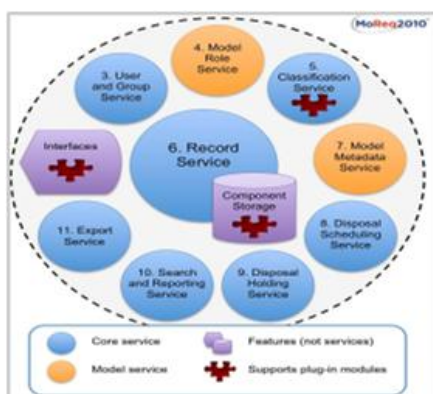 MoReq2010®
4. Model
Role
Service
3. User
and Group
Service
5.
Classification
Service
Interfaces
6. Record
Service
7. Model
Metadata
Service
Component
Storage
11. Export
Service
8. Disposal
Scheduling
Service
10. Search
and Reporting
Service
9. Disposal
Holding
Service
Core service
Features (not services)
Model service
Supports plug-in modules